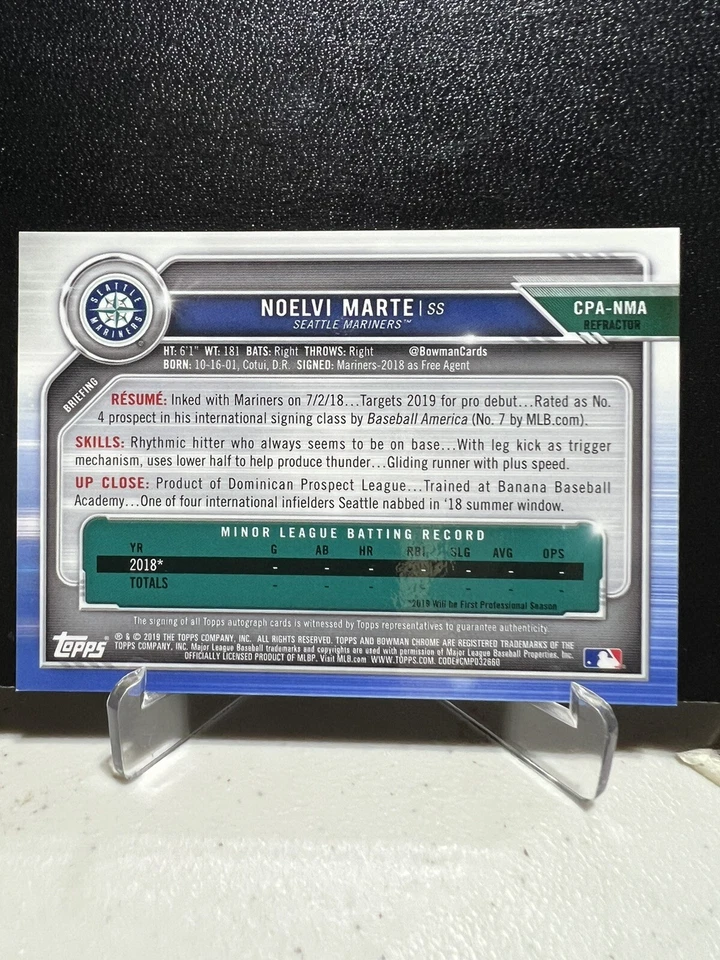 SEATTLE
MARINERS
NOELVI MARTE | SS
SEATTLE MARINERS™
CPA-NMA
REFRACTOR
HT: 6'1" WT: 181 BATS: Right THROWS: Right @BowmanCards
BORN: 10-16-01, Cotui, D.R. SIGNED: Mariners-2018 as Free Agent
BRIEFING
RÉSUMÉ: Inked with Mariners on 7/2/18...Targets 2019 for pro debut...Rated as No.
4 prospect in his international signing class by Baseball America (No. 7 by MLB.com).
SKILLS: Rhythmic hitter who always seems to be on base...With leg kick as trigger
mechanism, uses lower half to help produce thunder...Gliding runner with plus speed.
UP CLOSE: Product of Dominican Prospect League...Trained at Banana Baseball
Academy...One of four international infielders Seattle nabbed in '18 summer window.
MINOR LEAGUE BATTING RECORD
YR G AB HR RBI SLG AVG OPS
2018* - - - - - - -
TOTALS - - - - - - -
*2019 Will be First Professional Season
The signing of all Topps autograph cards is witnessed by Topps representatives to guarantee authenticity.
Topps ® & © 2019 THE TOPPS COMPANY, INC. ALL RIGHTS RESERVED. TOPPS AND BOWMAN CHROME ARE REGISTERED TRADEMARKS OF THE
TOPPS COMPANY, INC. Major League Baseball trademarks and copyrights are used with permission of Major League Baseball Properties, Inc.
OFFICIALLY LICENSED PRODUCT OF MLBP. Visit MLB.com WWW.TOPPS.COM. CODE#CMP032660